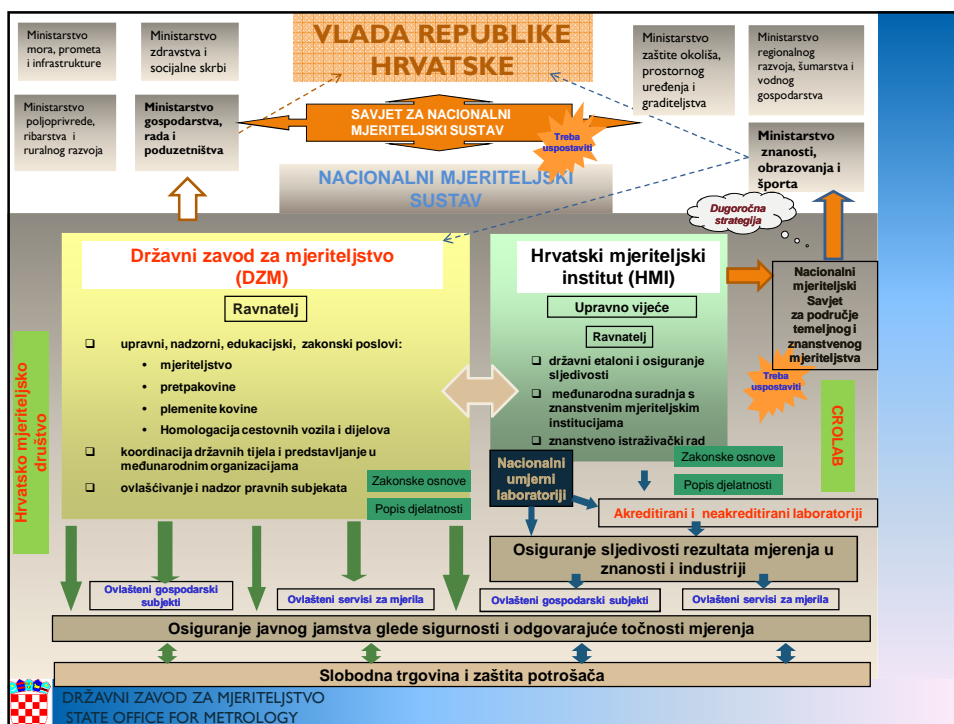 Ministarstvo
mora, prometa
i infrastrukture
Ministarstvo
zdravstva i
socijalne skrbi
VLADA REPUBLIKE
HRVATSKE
Ministarstvo
zaštite okoliša,
prostornog
uređenja i
graditeljstva
Ministarstvo
regionalnog
razvoja, šumarstva i
vodnog
gospodarstva
Ministarstvo
poljoprivrede,
ribarstva i
ruralnog razvoja
Ministarstvo
gospodarstva,
rada i
poduzetništva
SAVJET ZA NACIONALNI
MJERITELJSKI SUSTAV
Treba
uspostaviti
Ministarstvo
znanosti,
obrazovanja i
športa
NACIONALNI MJERITELJSKI
SUSTAV
Dugoročna
strategija
Državni zavod za mjeriteljstvo
(DZM)
Ravnatelj
❑ upravni, nadzorni, edukacijski, zakonski poslovi:
• mjeriteljstvo
• pretpakovine
• plemenite kovine
• Homologacija cestovnih vozila i dijelova
❑ koordinacija državnih tijela i predstavljanje u
međunarodnim organizacijama
❑ ovlašćivanje i nadzor pravnih subjekata
Zakonske osnove
Popis djelatnosti
Hrvatski mjeriteljski
institut (HMI)
Upravno vijeće
Ravnatelj
❑ državni etaloni i osiguranje
sljedivosti
❑ međunarodna suradnja s
znanstvenim mjeriteljskim
institucijama
❑ znanstveno istraživački rad
Zakonske osnove
Popis djelatnosti
Nacionalni
mjeriteljski
Savjet
za područje
temeljnog i
znanstvenog
mjeriteljstva
Treba
uspostaviti
Hrvatsko mjeriteljsko
društvo
CROLAB
Nacionalni
umjerni
laboratoriji
Akreditirani i neakreditirani laboratoriji
Osiguranje sljedivosti rezultata mjerenja u
znanosti i industriji
Ovlašteni gospodarski
subjekti
Ovlašteni servisi za mjerila
Ovlašteni gospodarski subjekti
Ovlašteni servisi za mjerila
Osiguranje javnog jamstva glede sigurnosti i odgovarajuće točnosti mjerenja
Slobodna trgovina i zaštita potrošača
DRŽAVNI ZAVOD ZA MJERITELJSTVO
STATE OFFICE FOR METROLOGY